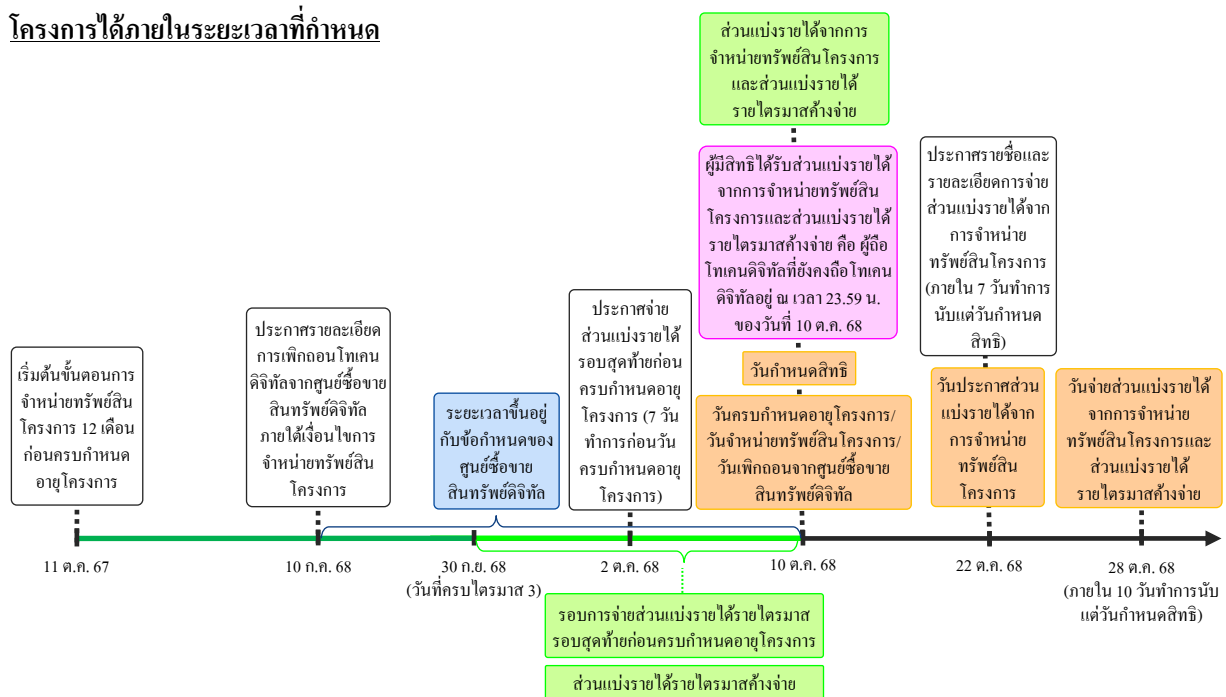 โครงการได้ภายในระยะเวลาที่กำหนด
ส่วนแบ่งรายได้จากการ
จำหน่ายทรัพย์สินโครงการ
และส่วนแบ่งรายได้
รายไตรมาสค้างจ่าย
ผู้มีสิทธิได้รับส่วนแบ่งรายได้
จากการจำหน่ายทรัพย์สิน
โครงการและส่วนแบ่งรายได้
รายไตรมาสค้างจ่าย คือ ผู้ถือ
โทเคนดิจิทัลที่ยังคงถือโทเคน
ดิจิทัลอยู่ ณ เวลา 23.59 น.
ของวันที่ 10 ต.ค. 68
วันกำหนดสิทธิ
วันครบกำหนดอายุโครงการ/
วันจำหน่ายทรัพย์สินโครงการ/
วันเพิกถอนจากศูนย์ซื้อขาย
สินทรัพย์ดิจิทัล
ประกาศรายชื่อและ
รายละเอียดการจ่าย
ส่วนแบ่งรายได้จาก
การจำหน่าย
ทรัพย์สินโครงการ
(ภายใน 7 วันทำการ
นับแต่วันกำหนด
สิทธิ)
วันประกาศส่วน
แบ่งรายได้จาก
การจำหน่าย
ทรัพย์สิน
โครงการ
วันจ่ายส่วนแบ่งรายได้
จากการจำหน่าย
ทรัพย์สินโครงการและ
ส่วนแบ่งรายได้
รายไตรมาสค้างจ่าย
เริ่มต้นขั้นตอนการ
จำหน่ายทรัพย์สิน
โครงการ 12 เดือน
ก่อนครบกำหนด
อายุโครงการ
ประกาศรายละเอียด
การเพิกถอนโทเคน
ดิจิทัลจากศูนย์ซื้อขาย
สินทรัพย์ดิจิทัล
ภายใต้เงื่อนไขการ
จำหน่ายทรัพย์สิน
โครงการ
ระยะเวลาขึ้นอยู่
กับข้อกำหนดของ
ศูนย์ซื้อขาย
สินทรัพย์ดิจิทัล
ประกาศจ่าย
ส่วนแบ่งรายได้
รอบสุดท้ายก่อน
ครบกำหนดอายุ
โครงการ (7 วัน
ทำการก่อนวัน
ครบกำหนดอายุ
โครงการ)
11 ต.ค. 67
10 ก.ค. 68
30 ก.ย. 68
(วันที่ครบไตรมาส 3)
2 ต.ค. 68
10 ต.ค. 68
22 ต.ค. 68
28 ต.ค. 68
(ภายใน 10 วันทำการนับ
แต่วันกำหนดสิทธิ)
รอบการจ่ายส่วนแบ่งรายได้รายไตรมาส
รอบสุดท้ายก่อนครบกำหนดอายุโครงการ
ส่วนแบ่งรายได้รายไตรมาสค้างจ่าย